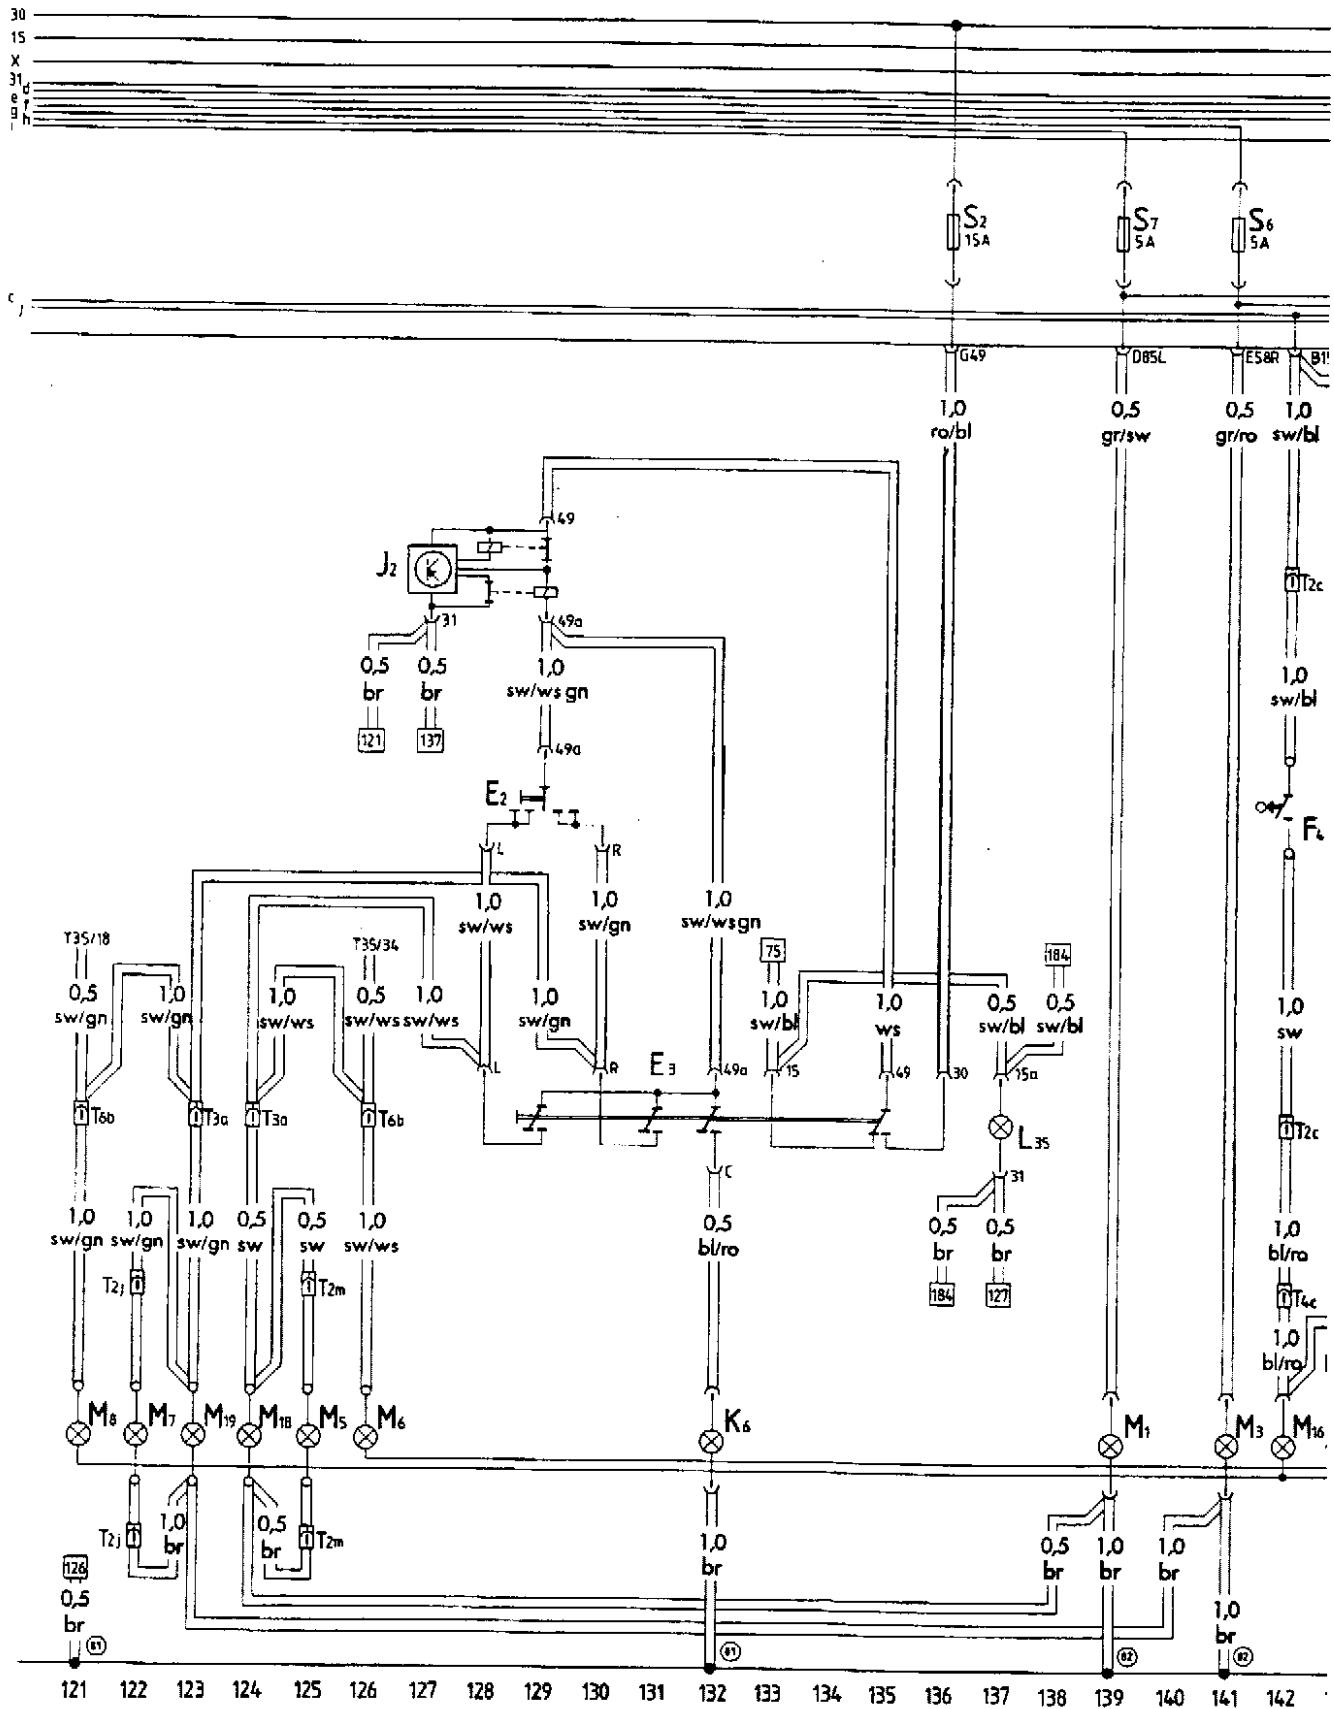 30
15
X
31
d
e
f
g
h
S2
15A
S7
5A
S6
5A
c
G49
D85L
E58R
1,0
ro/bl
0,5
gr/sw
0,5
gr/ro
1,0
sw/bl
49
J2
T2c
31
49a
0,5
br
0,5
br
1,0
sw/ws gn
1,0
sw/bl
121
137
49a
E2
F4
L
R
1,0
sw/ws
1,0
sw/gn
1,0
sw/wsgn
T35/18
T35/34
75
184
0,5
sw/gn
1,0
sw/gn
1,0
sw/ws
0,5
sw/ws
1,0
sw/ws
1,0
sw/gn
1,0
sw/bl
1,0
ws
0,5
sw/bl
0,5
sw/bl
1,0
sw
L
R
E3
49a
15
49
30
15a
T6b
T3a
T3a
T6b
L35
T2c
C
31
1,0
sw/gn
1,0
sw/gn
1,0
sw/gn
0,5
sw
0,5
sw
1,0
sw/ws
0,5
bl/ro
0,5
br
0,5
br
1,0
bl/ro
T2j
T2m
184
127
T4c
1,0
bl/ro
M8
M7
M19
M18
M5
M6
K6
M1
M3
M16
T2j
1,0
br
0,5
br
T2m
1,0
br
0,5
br
1,0
br
1,0
br
126
0,5
br
1,0
br
81
81
82
82
121 122 123 124 125 126 127 128 129 130 131 132 133 134 135 136 137 138 139 140 141 142